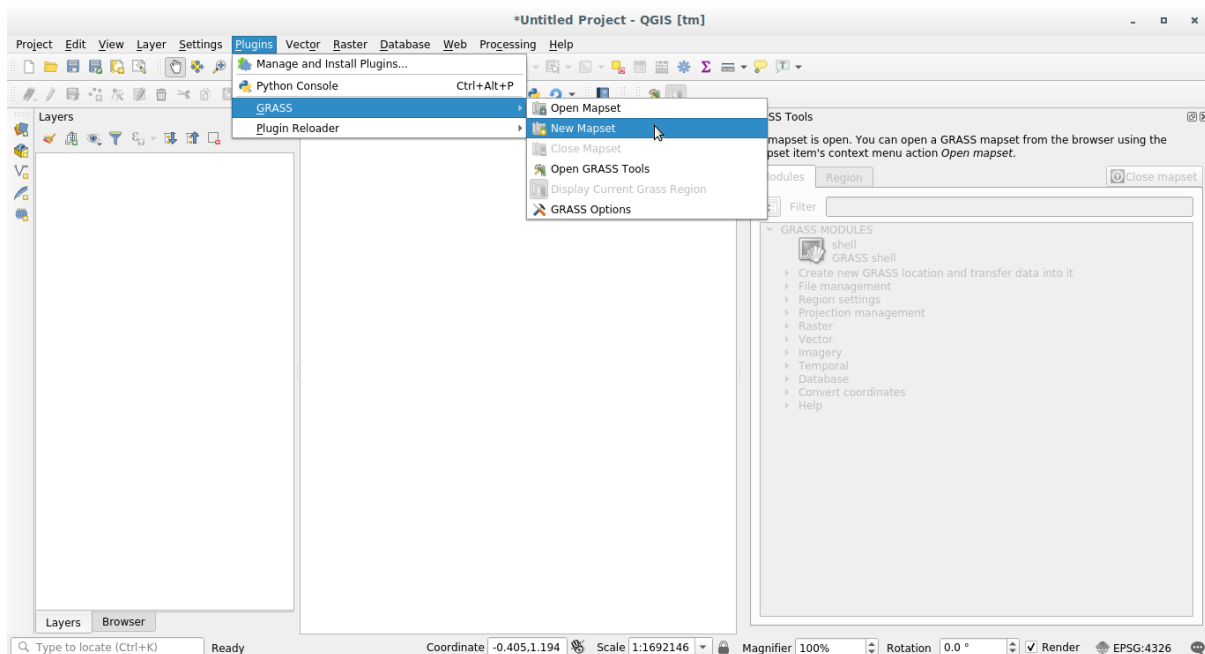 *Untitled Project - QGIS [tm]
Project Edit View Layer Settings Plugins Vector Raster Database Web Processing Help
Manage and Install Plugins...
Python Console Ctrl+Alt+P
GRASS
Plugin Reloader
Open Mapset
New Mapset
Close Mapset
Open GRASS Tools
Display Current Grass Region
GRASS Options
Layers
SS Tools
mapset is open. You can open a GRASS mapset from the browser using the
pset item's context menu action Open mapset.
odules Region Close mapset
Filter
GRASS MODULES
shell
GRASS shell
Create new GRASS location and transfer data into it
File management
Region settings
Projection management
Raster
Vector
Imagery
Temporal
Database
Convert coordinates
Help
Layers Browser
Type to locate (Ctrl+K) Ready Coordinate -0.405,1.194 Scale 1:1692146 Magnifier 100% Rotation 0.0 ° Render EPSG:4326